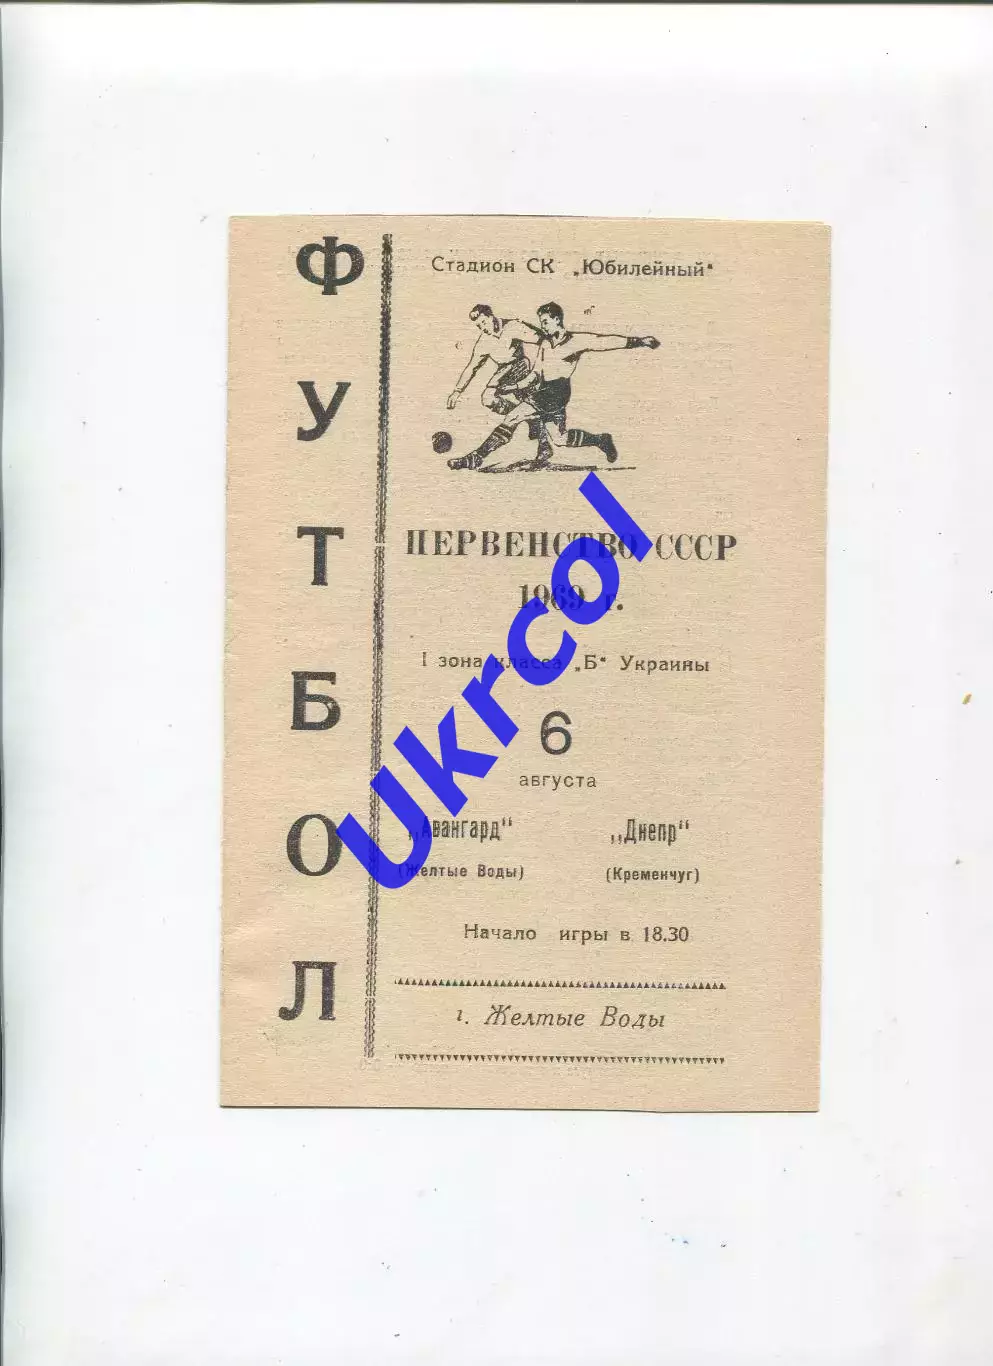 ФУТБОЛ
Стадион СК „Юбилейный"
ПЕРВЕНСТВО СССР
1969 г.
I зона класса „Б" Украины
6
августа
„Авангард" „Днепр"
(Желтые Воды) (Кременчуг)
Начало игры в 18.30
г. Желтые Воды
Ukrcol